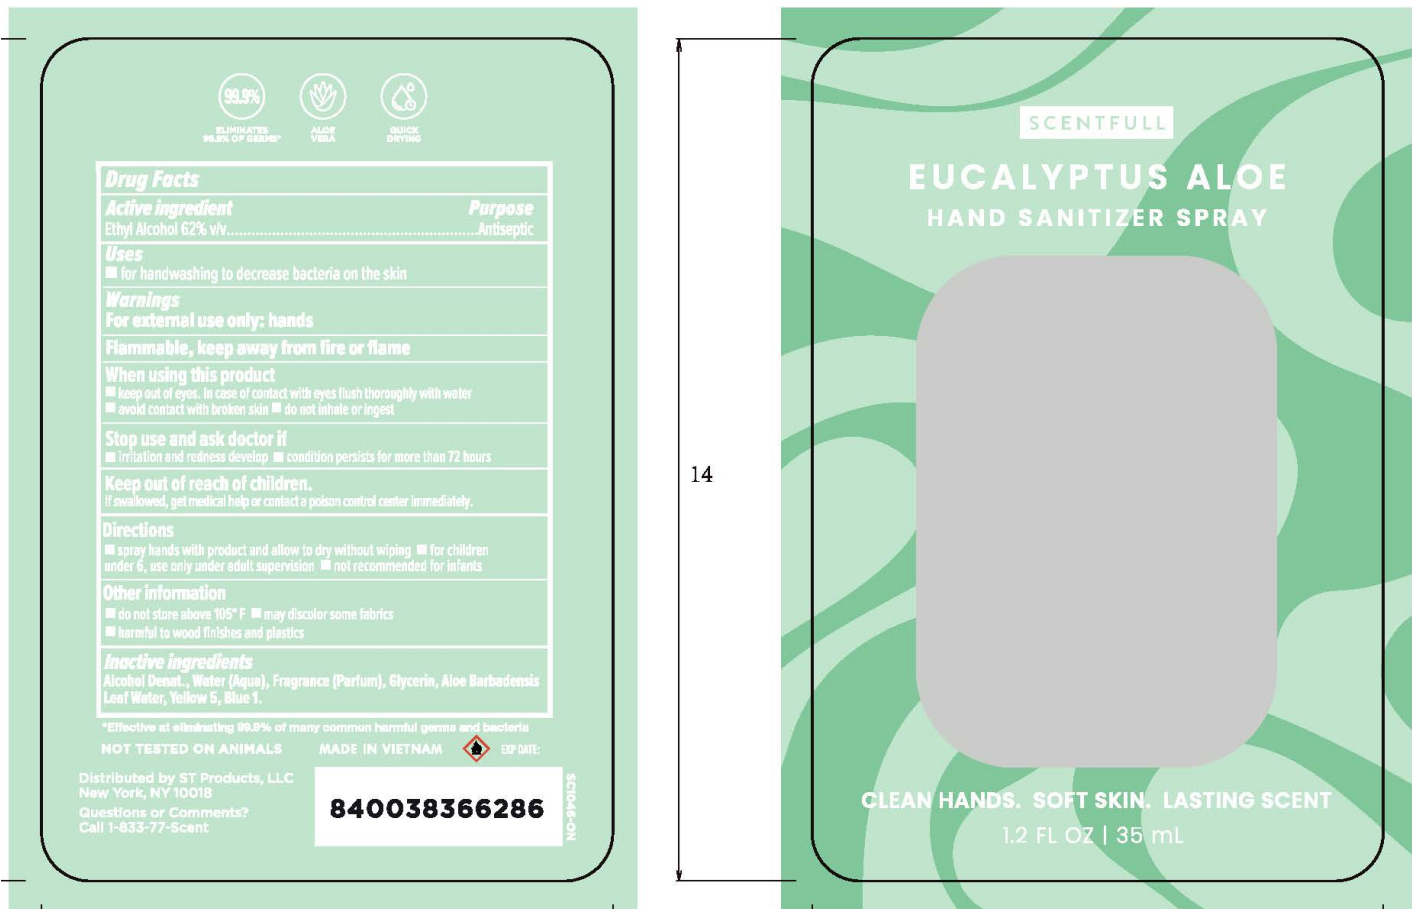 99.9%
ELIMINATES
99.9% OF GERMS*
ALOE
VERA
QUICK
DRYING
Drug Facts
Active ingredient Purpose
Ethyl Alcohol 62% v/v.............................................................Antiseptic
Uses
■ for handwashing to decrease bacteria on the skin
Warnings
For external use only: hands
Flammable, keep away from fire or flame
When using this product
■ keep out of eyes. In case of contact with eyes flush thoroughly with water
■ avoid contact with broken skin ■ do not inhale or ingest
Stop use and ask doctor if
■ irritation and redness develop ■ condition persists for more than 72 hours
Keep out of reach of children.
If swallowed, get medical help or contact a poison control center immediately.
Directions
■ spray hands with product and allow to dry without wiping ■ for children
under 6, use only under adult supervision ■ not recommended for infants
Other information
■ do not store above 105° F ■ may discolor some fabrics
■ harmful to wood finishes and plastics
Inactive ingredients
Alcohol Denat., Water (Aqua), Fragrance (Parfum), Glycerin, Aloe Barbadensis
Leaf Water, Yellow 5, Blue 1.
*Effective at eliminating 99.9% of many common harmful germs and bacteria
NOT TESTED ON ANIMALS MADE IN VIETNAM EXP DATE:
Distributed by ST Products, LLC
New York, NY 10018
Questions or Comments?
Call 1-833-77-Scent
840038366286
SC1046-ON
14
SCENTFULL
EUCALYPTUS ALOE
HAND SANITIZER SPRAY
CLEAN HANDS. SOFT SKIN. LASTING SCENT
1.2 FL OZ | 35 mL